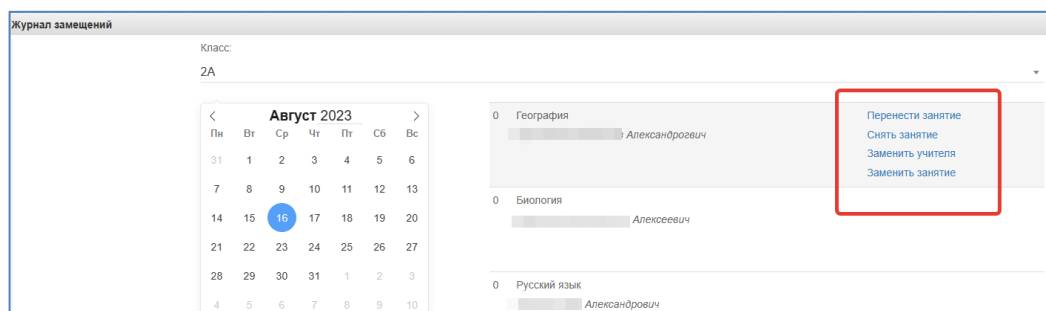 Журнал замещений
Класс:
2А
Август 2023
Пн Вт Ср Чт Пт Сб Вс
31 1 2 3 4 5 6
7 8 9 10 11 12 13
14 15 16 17 18 19 20
21 22 23 24 25 26 27
28 29 30 31 1 2 3
4 5 6 7 8 9 10
0 География
Александрогвич
Перенести занятие
Снять занятие
Заменить учителя
Заменить занятие
0 Биология
Алексеевич
0 Русский язык
Александрович